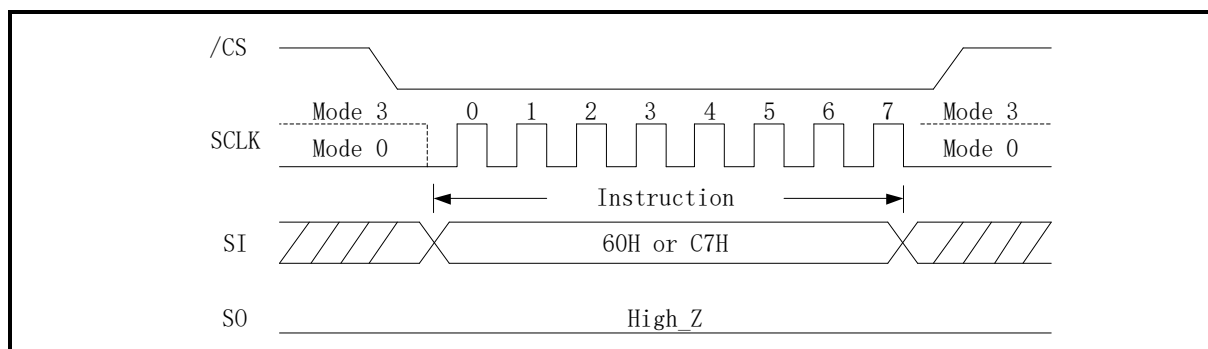 /CS
Mode 3 0 1 2 3 4 5 6 7 Mode 3
SCLK
Mode 0 Mode 0
Instruction
SI 60H or C7H
SO High_Z